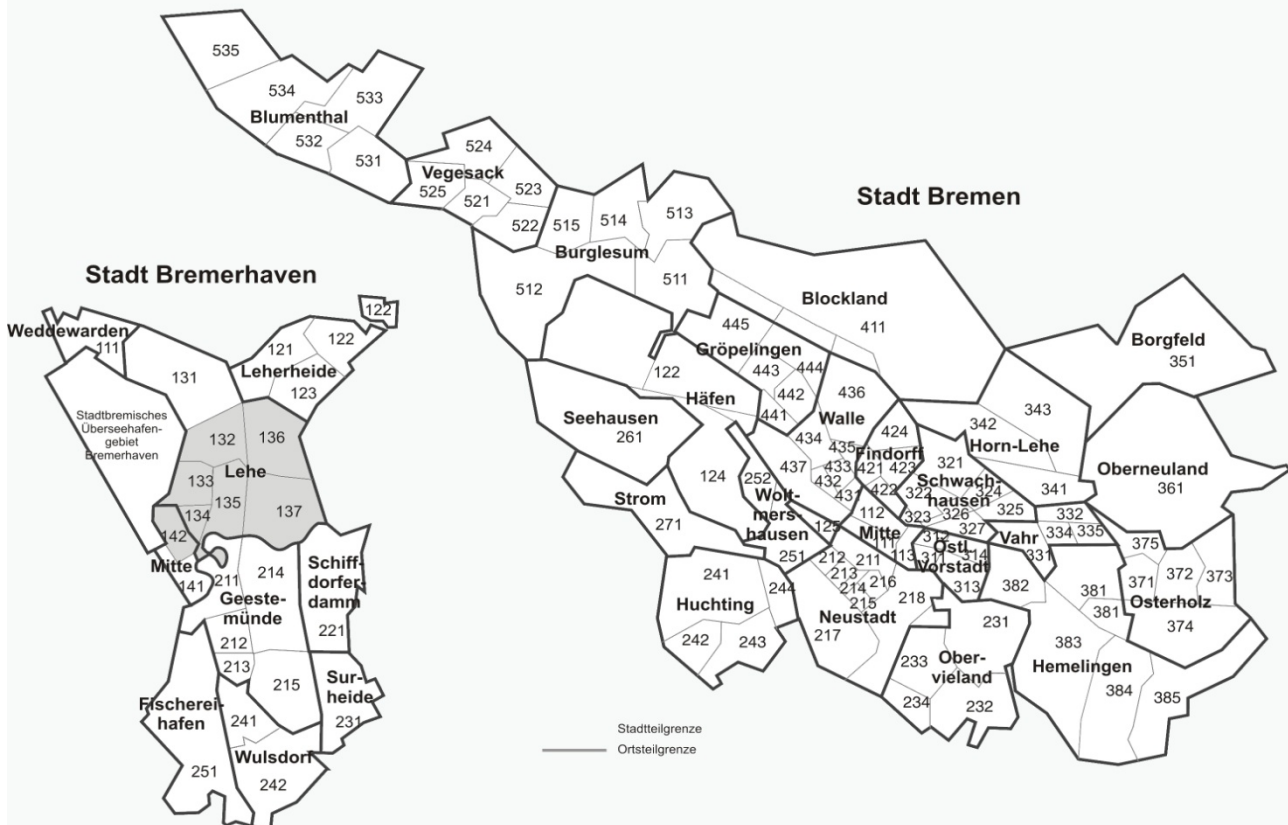 535
534
533
Blumenthal
532
531
524
Vegesack
525
521
523
522
515
514
513
Burglesum
512
511
Stadt Bremen
Blockland
411
Borgfeld
351
445
Gröpelingen
443
444
442
441
122
Häfen
Seehausen
261
436
Walle
434
435
437
433
432
431
424
Findorff
421
423
422
343
342
Horn-Lehe
341
321
Schwach-
hausen
322
324
323
326
325
327
Oberneuland
361
124
252
Strom
271
Wolt-
mers-
hausen
125
251
112
Mitte
111
113
312
Östl.
311
314
Vorstadt
313
332
Vahr
334
335
331
375
371
372
373
Osterholz
374
241
244
Huchting
242
243
212
211
213
214
216
215
218
Neustadt
217
382
381
381
231
383
Hemelingen
384
385
233
Ober-
vieland
234
232
Stadt Bremerhaven
Weddewarden
111
122
122
121
Leherheide
123
131
Stadtbremisches
Überseehafen-
gebiet
Bremerhaven
132
136
Lehe
133
135
134
137
142
Mitte
141
211
214
Geeste-
münde
212
213
215
Schiff-
dorfer-
damm
221
Sur-
heide
231
Fischerei-
hafen
251
241
Wulsdorf
242
Stadtteilgrenze
Ortsteilgrenze